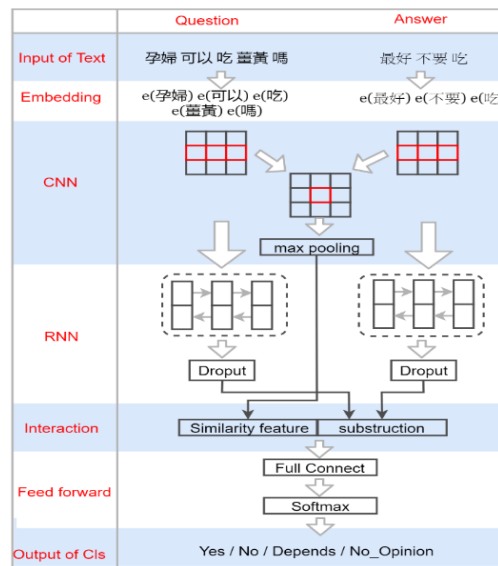 Question Answer
Input of Text 孕婦 可以 吃 薑黃 嗎 最好 不要 吃
Embedding e(孕婦) e(可以) e(吃) e(最好) e(不要) e(吃
e(薑黃) e(嗎)
CNN
max pooling
RNN
Droput Droput
Interaction Similarity feature substruction
Full Connect
Feed forward
Softmax
Output of Cls Yes / No / Depends / No_Opinion